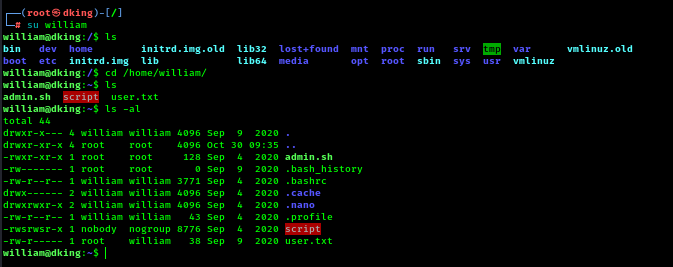 ┌──(root㉿dking)-[/]
└─# su william
william@dking:/$ ls
bin dev home initrd.img.old lib32 lost+found mnt proc run srv tmp var vmlinuz.old
boot etc initrd.img lib lib64 media opt root sbin sys usr vmlinuz
william@dking:/$ cd /home/william/
william@dking:~$ ls
admin.sh script user.txt
william@dking:~$ ls -al
total 44
drwxr-x--- 4 william william 4096 Sep 9 2020 .
drwxr-xr-x 4 root root 4096 Oct 30 09:35 ..
-rwxr-xr-x 1 root root 128 Sep 4 2020 admin.sh
-rw------- 1 root root 0 Sep 9 2020 .bash_history
-rw-r--r-- 1 william william 3771 Sep 4 2020 .bashrc
drwx------ 2 william william 4096 Sep 4 2020 .cache
drwxrwxr-x 2 william william 4096 Sep 4 2020 .nano
-rw-r--r-- 1 william william 43 Sep 4 2020 .profile
-rwsrwsr-x 1 nobody nogroup 8776 Sep 4 2020 script
-rw-r----- 1 root william 38 Sep 9 2020 user.txt
william@dking:~$